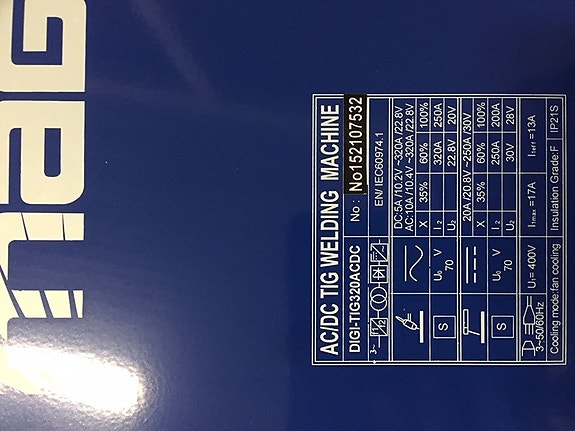 AC/DC TIG WELDING MACHINE
DIGI-TIG320ACDC No : No152107532
3~ EN/ IEC60974.1
DC:5A /10.2V ~320A /22.8V
AC:10A /10.4V ~320A /22.8V
X 35% 60% 100%
S U₀ V 70 I₂ 320A 250A
U₂ 22.8V 20V
20A /20.8V ~250A /30V
X 35% 60% 100%
S U₀ V 70 I₂ 250A 200A
U₂ 30V 28V
3~50/60Hz U₁= 400V I₁max =17A I₁eff =13A
Cooling mode:fan cooling Insulation Grade:F IP21S